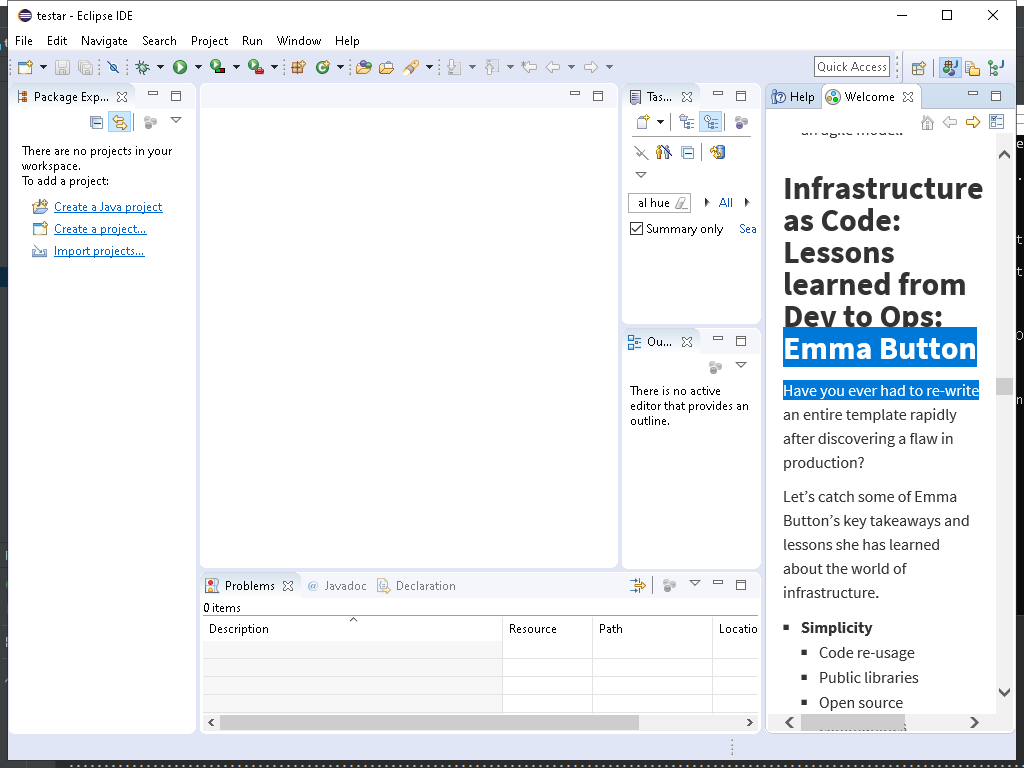 testar - Eclipse IDE
File Edit Navigate Search Project Run Window Help
Quick Access
Package Exp...
There are no projects in your
workspace.
To add a project:
Create a Java project
Create a project...
Import projects...
Tas...
al hue
All
Summary only
Sea
Ou...
There is no active
editor that provides an
outline.
Problems
@ Javadoc
Declaration
0 items
Description Resource Path Locatio
Help
Welcome
an agile model.
Infrastructure
as Code:
Lessons
learned from
Dev to Ops:
Emma Button
Have you ever had to re-write
an entire template rapidly
after discovering a flaw in
production?
Let’s catch some of Emma
Button’s key takeaways and
lessons she has learned
about the world of
infrastructure.
▪ Simplicity
▪ Code re-usage
▪ Public libraries
▪ Open source